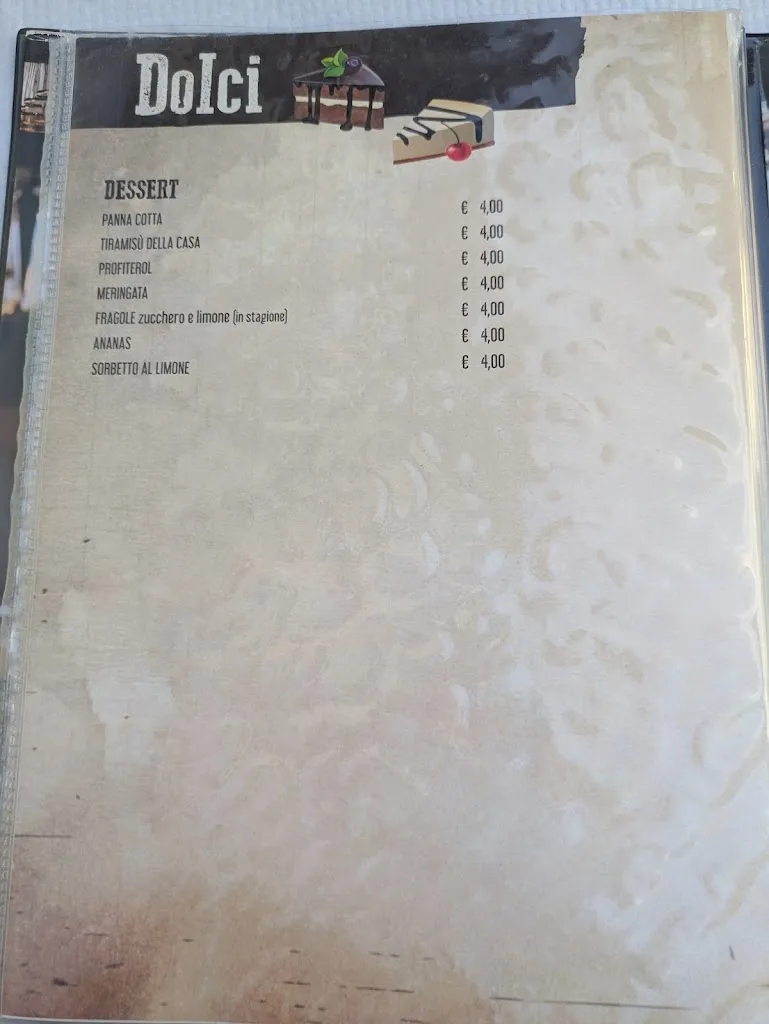 Dolci
DESSERT
PANNA COTTA € 4,00
TIRAMISÙ DELLA CASA € 4,00
PROFITEROL € 4,00
MERINGATA € 4,00
FRAGOLE zucchero e limone (in stagione) € 4,00
ANANAS € 4,00
SORBETTO AL LIMONE € 4,00